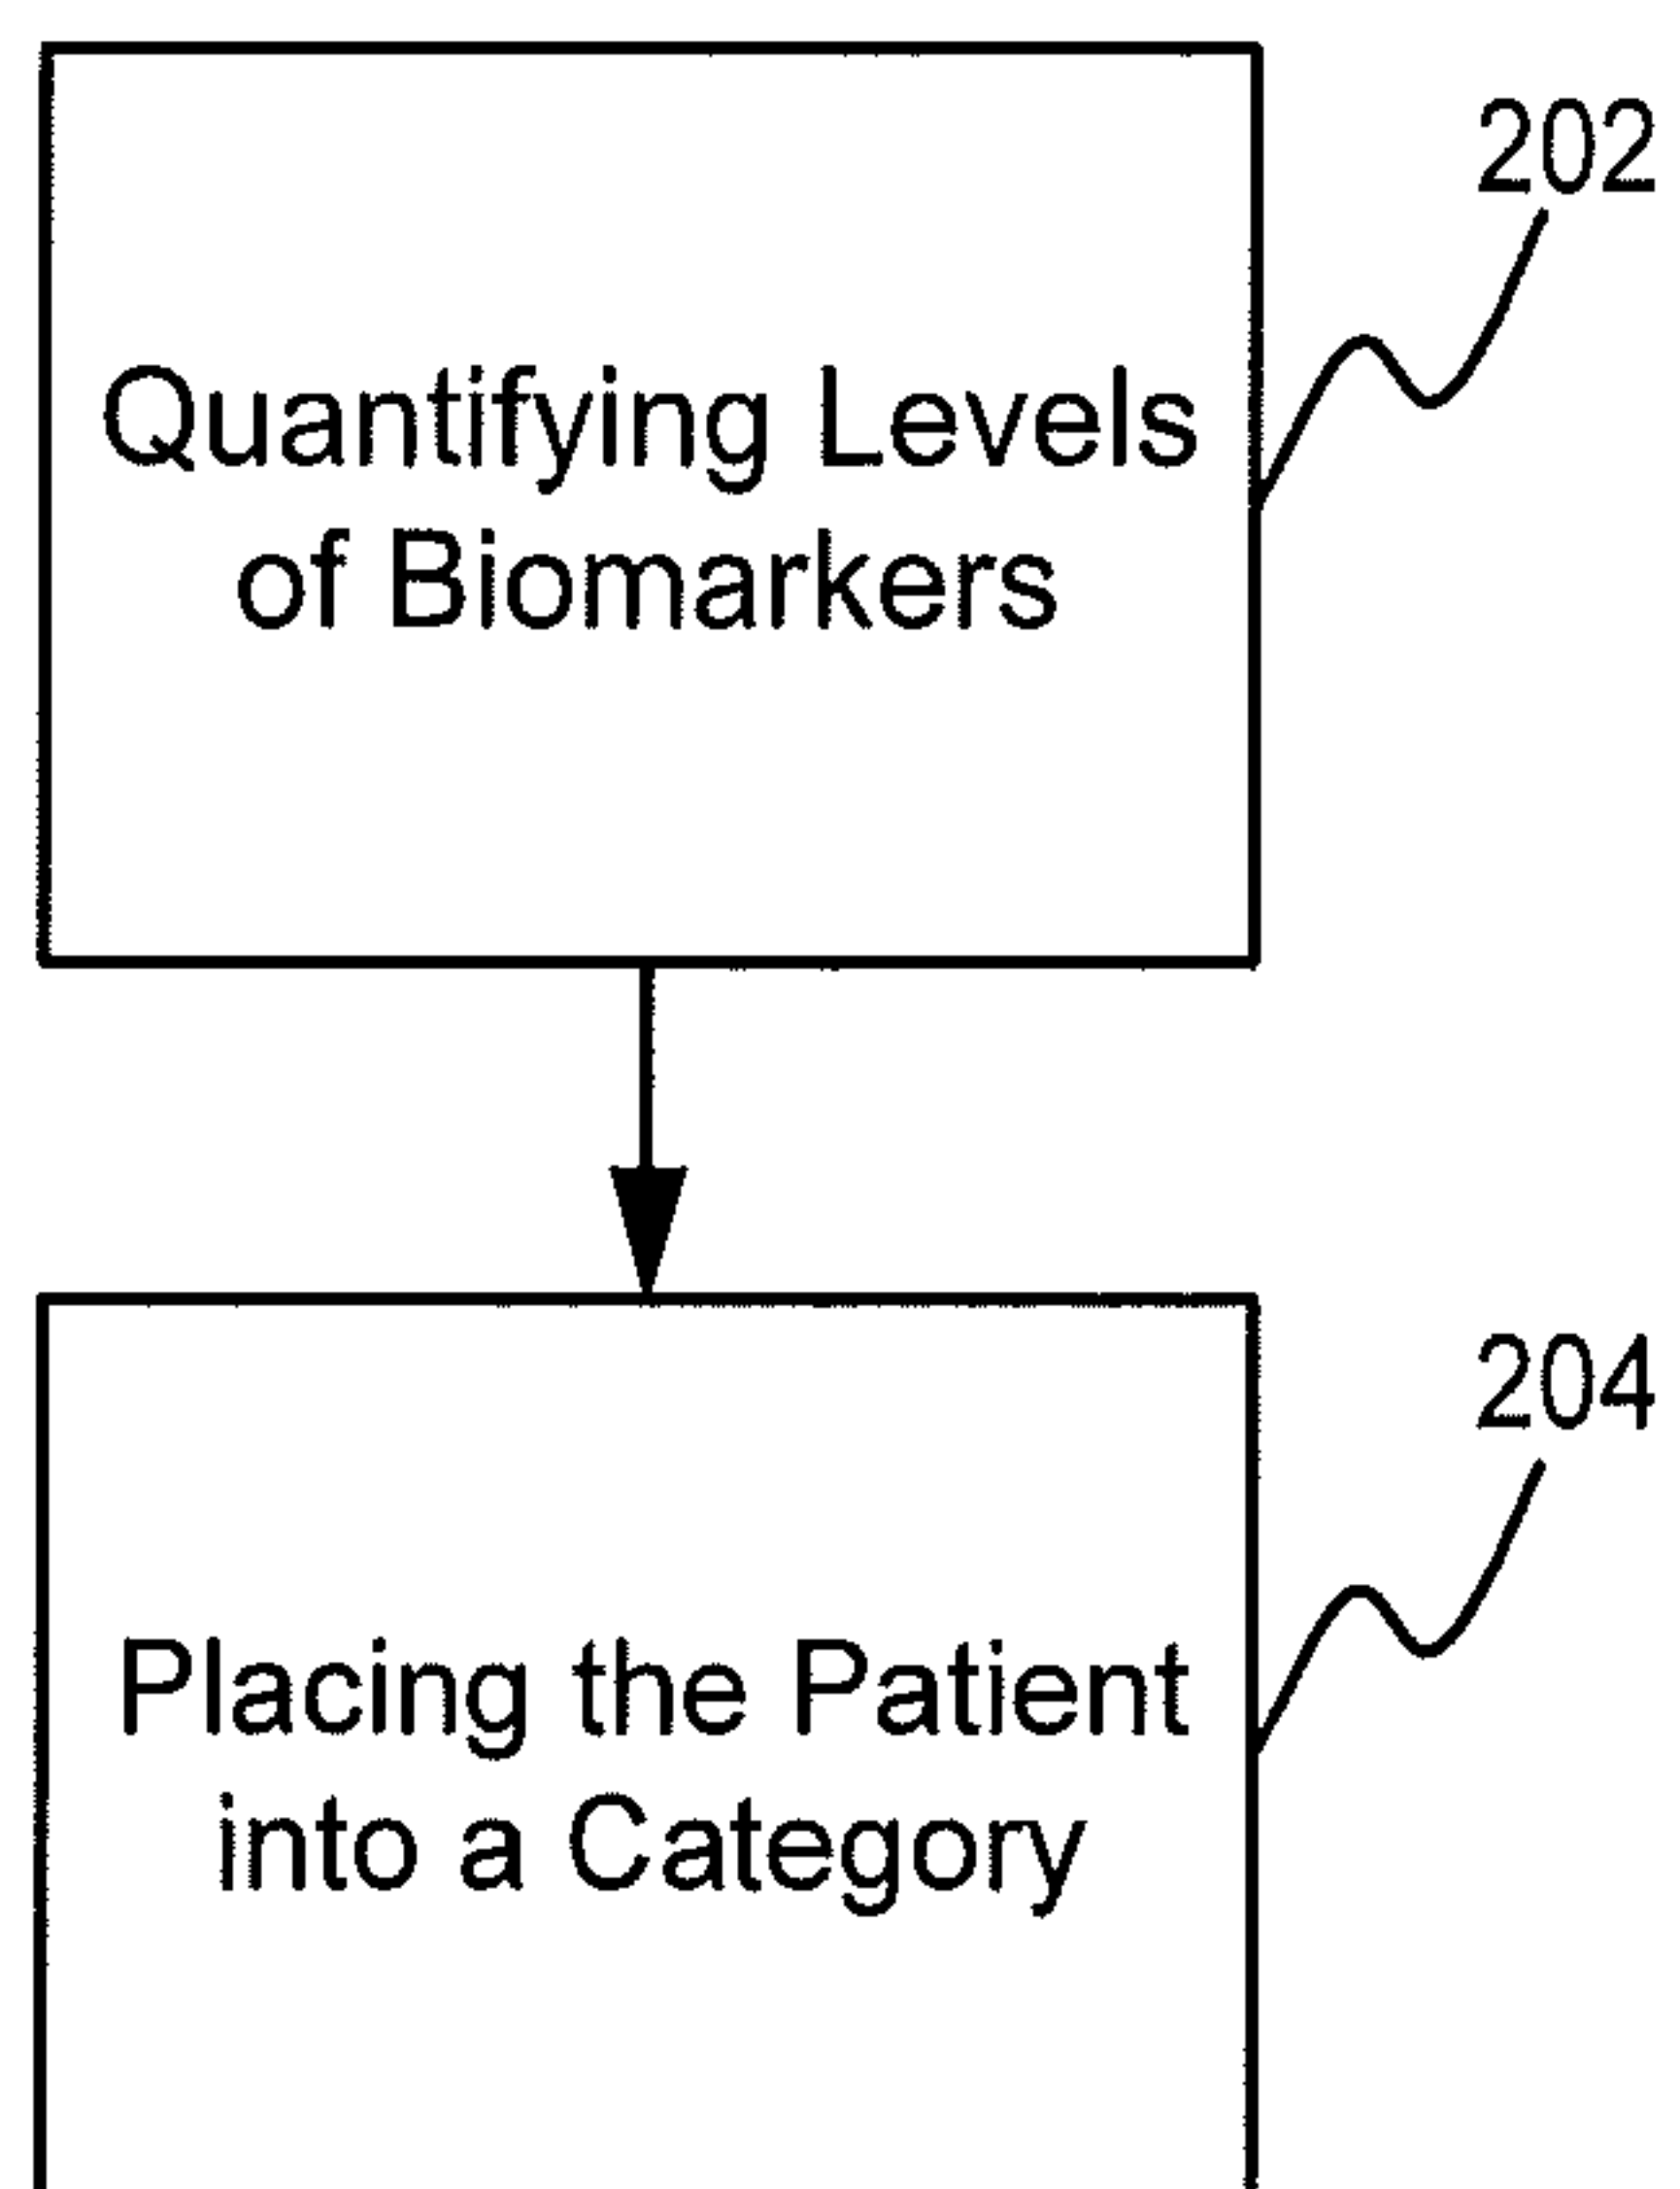 202
Quantifying Levels
of Biomarkers
204
Placing the Patient
into a Category